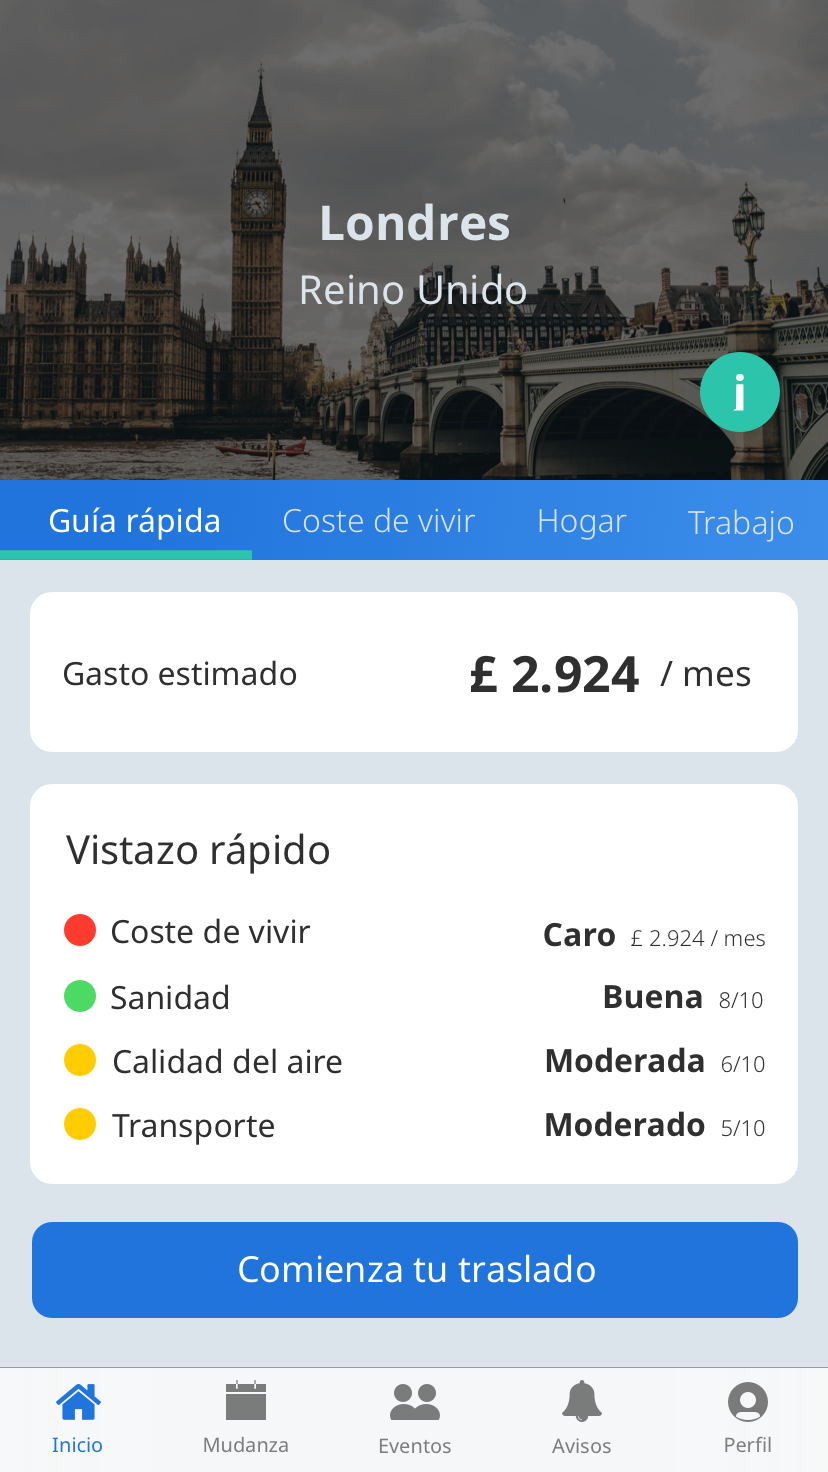 Londres
Reino Unido
i
Guía rápida Coste de vivir Hogar Trabajo
Gasto estimado £ 2.924 / mes
Vistazo rápido
Coste de vivir Caro £ 2.924 / mes
Sanidad Buena 8/10
Calidad del aire Moderada 6/10
Transporte Moderado 5/10
Comienza tu traslado
Inicio Mudanza Eventos Avisos Perfil